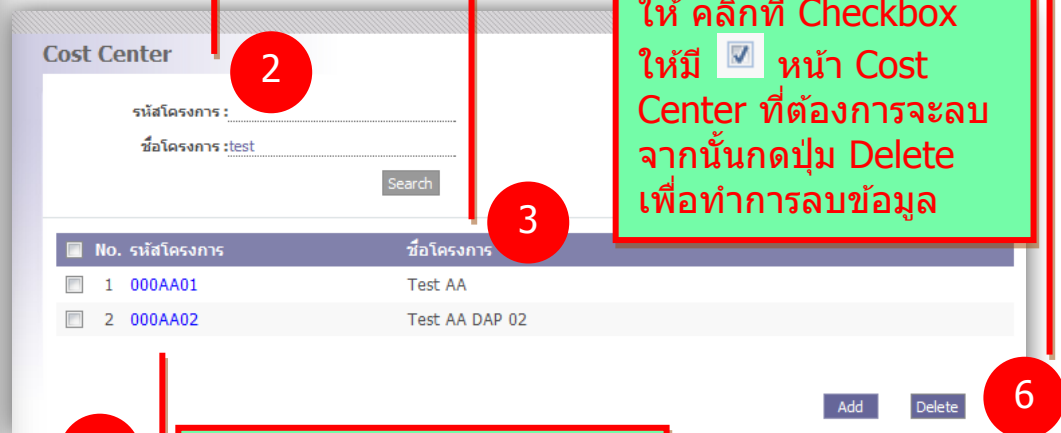 Cost Center
2
รหัสโครงการ :
ชื่อโครงการ :test
Search
ให้ คลิกที่ Checkbox
ให้มี หน้า Cost
Center ที่ต้องการจะลบ
จากนั้นกดปุ่ม Delete
เพื่อทำการลบข้อมูล
3
No. รหัสโครงการ ชื่อโครงการ
1 000AA01 Test AA
2 000AA02 Test AA DAP 02
Add Delete 6